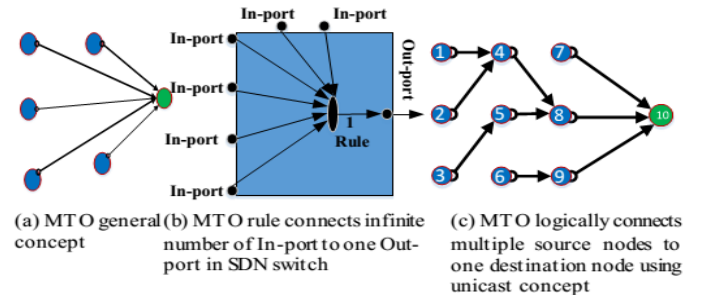 In-port
In-port
In-port
In-port
In-port
In-port
Out-port
1
Rule
1
4
7
2
5
8
10
3
6
9
(a) MTO general
concept
(b) MTO rule connects infinite
number of In-port to one Out-
port in SDN switch
(c) MTO logically connects
multiple source nodes to
one destination node using
unicast concept